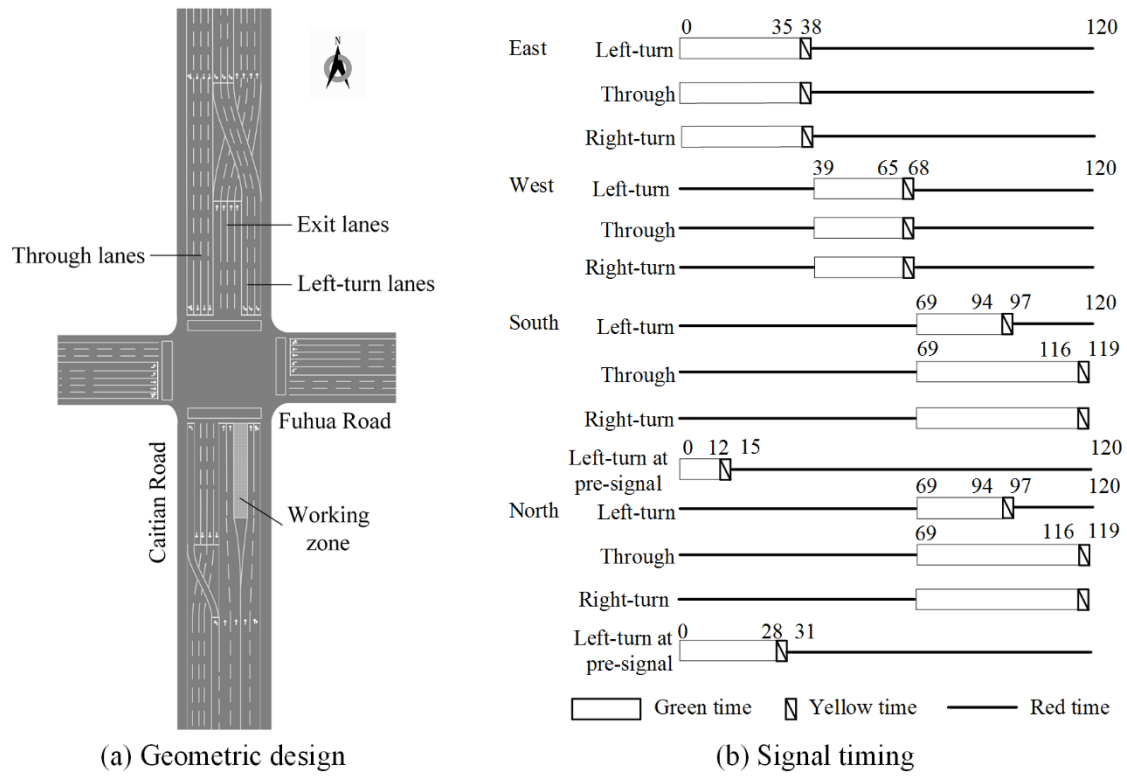 N
Exit lanes
Through lanes
Left-turn lanes
Fuhua Road
Caitian Road
Working
zone
(a) Geometric design
0 35 38 120
East Left-turn
Through
Right-turn
39 65 68 120
West Left-turn
Through
Right-turn
69 94 97 120
South Left-turn
69 116 119
Through
Right-turn
0 12 15 120
Left-turn at
pre-signal
69 94 97 120
North Left-turn
69 116 119
Through
Right-turn
0 28 31
Left-turn at
pre-signal
Green time Yellow time Red time
(b) Signal timing